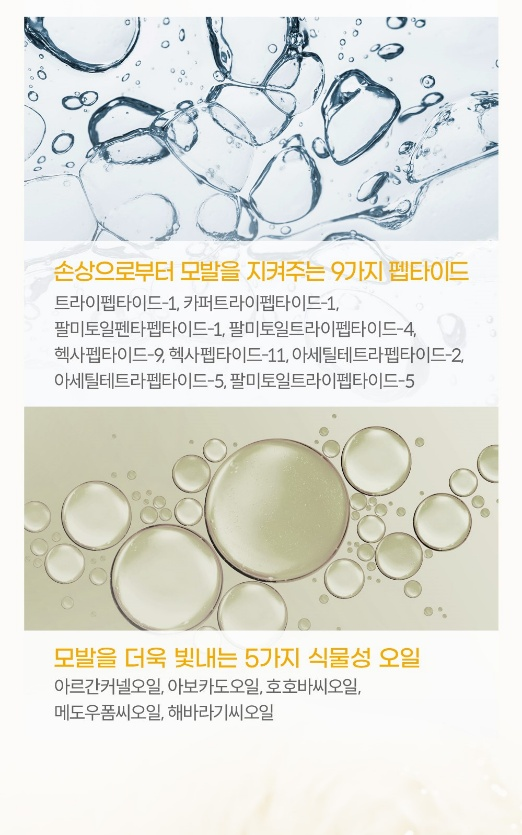 손상으로부터 모발을 지켜주는 9가지 펩타이드
트라이펩타이드-1, 카퍼트라이펩타이드-1,
팔미토일펜타펩타이드-1, 팔미토일트라이펩타이드-4,
헥사펩타이드-9, 헥사펩타이드-11, 아세틸테트라펩타이드-2,
아세틸테트라펩타이드-5, 팔미토일트라이펩타이드-5
모발을 더욱 빛내는 5가지 식물성 오일
아르간커넬오일, 아보카도오일, 호호바씨오일,
메도우폼씨오일, 해바라기씨오일